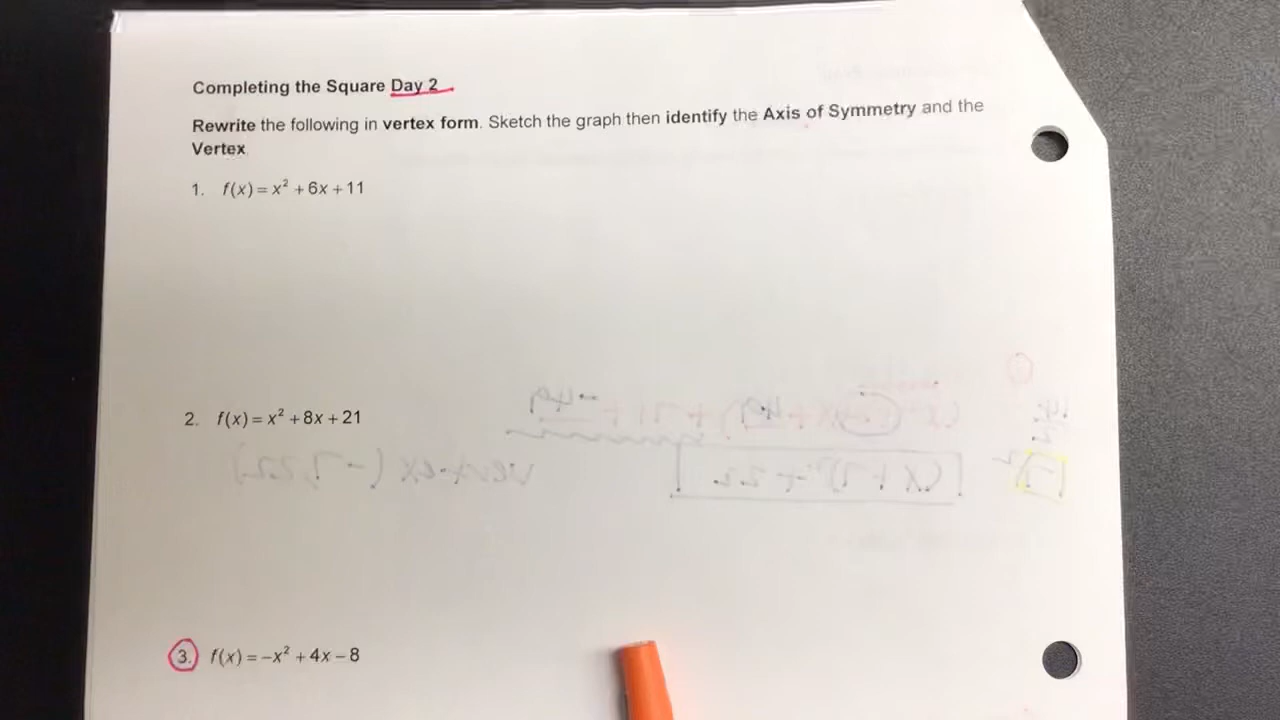 Completing the Square Day 2
Rewrite the following in vertex form. Sketch the graph then identify the Axis of Symmetry and the
Vertex.
1. f(x) = x² + 6x + 11
2. f(x) = x² + 8x + 21
3. f(x) = −x² + 4x − 8